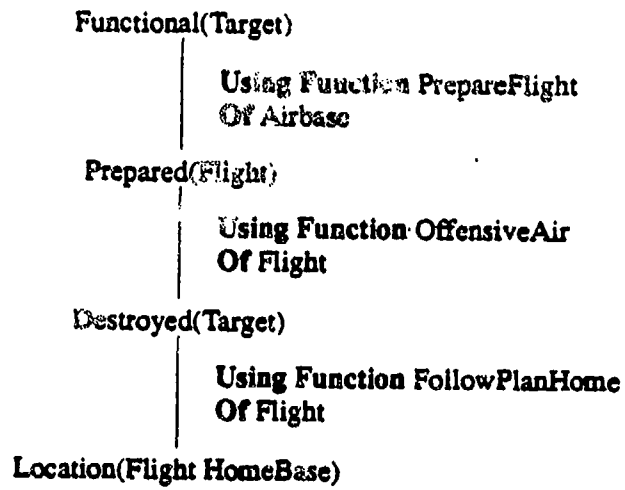 Functional(Target)
Using Function PrepareFlight
Of Airbase
Prepared(Flight)
Using Function OffensiveAir
Of Flight
Destroyed(Target)
Using Function FollowPlanHome
Of Flight
Location(Flight HomeBase)